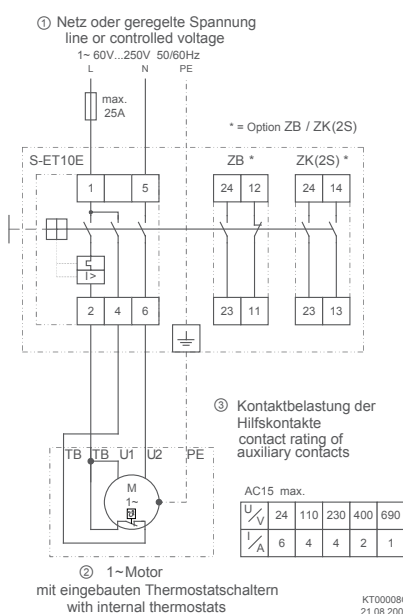 ① Netz oder geregelte Spannung
line or controlled voltage
1~ 60V...250V 50/60Hz
L N PE
max.
25A
* = Option ZB / ZK(2S)
S-ET10E ZB * ZK(2S) *
1 5 24 12 24 14
I>
2 4 6 23 11 23 13
③ Kontaktbelastung der
Hilfskontakte
contact rating of
auxiliary contacts
TB TB U1 U2 PE
M
1~
AC15 max.
U/V 24 110 230 400 690
I/A 6 4 4 2 1
② 1~Motor
mit eingebauten Thermostatschaltern
with internal thermostats